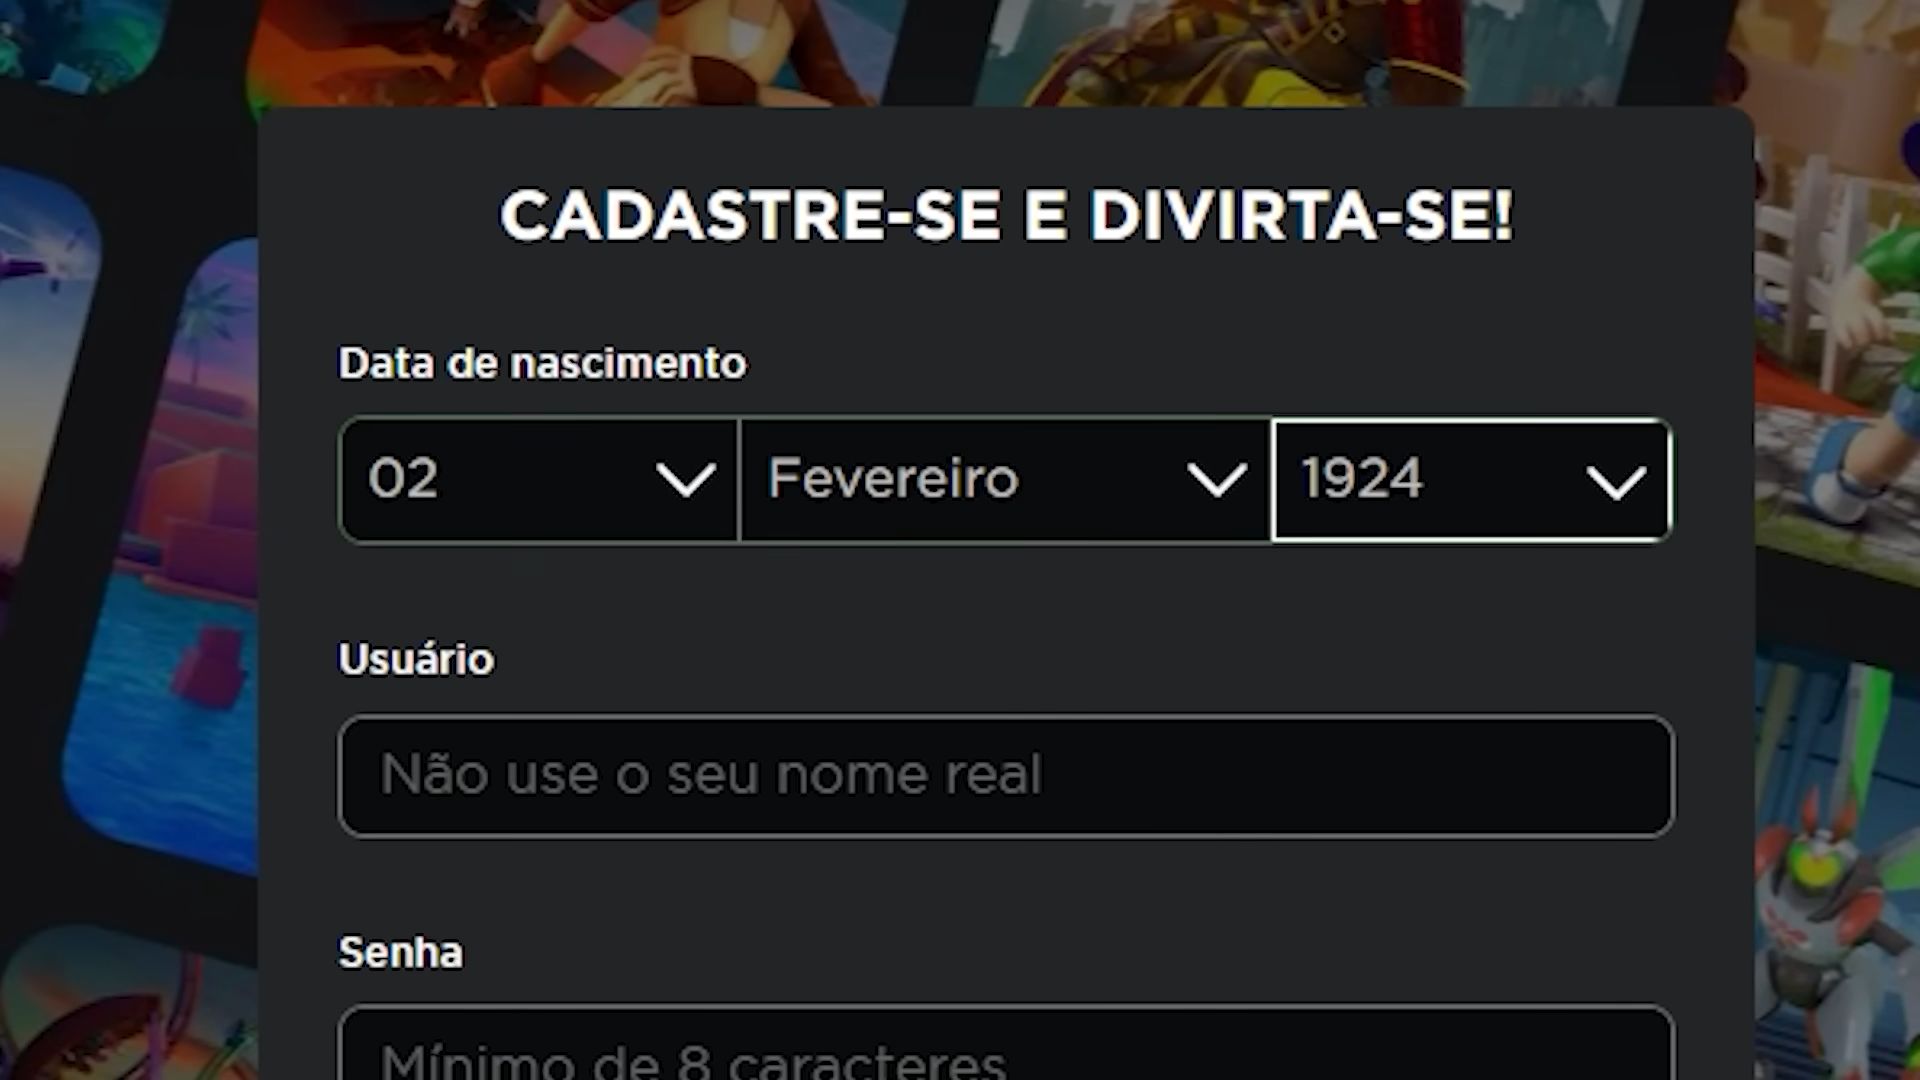 CADASTRE-SE E DIVIRTA-SE!
Data de nascimento
02 Fevereiro 1924
Usuário
Não use o seu nome real
Senha
Mínimo de 8 caracteres